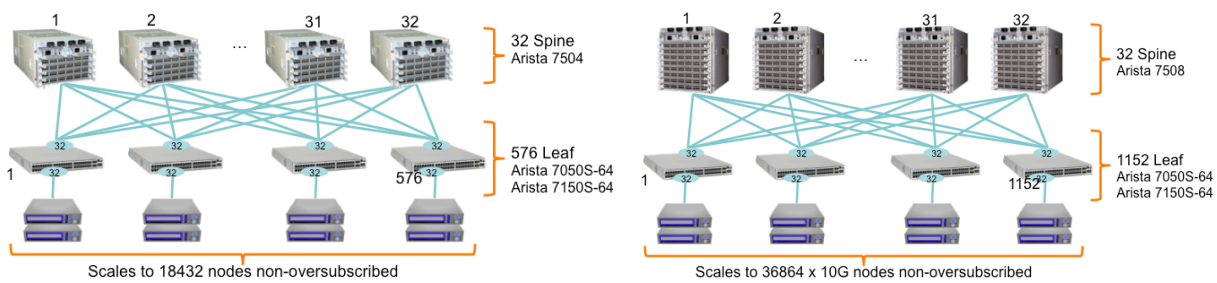 1
2
...
31
32
32 Spine
Arista 7504
32
32
32
32
576 Leaf
Arista 7050S-64
Arista 7150S-64
1
32
32
32
576
32
Scales to 18432 nodes non-oversubscribed
1
2
...
31
32
32 Spine
Arista 7508
32
32
32
32
1152 Leaf
Arista 7050S-64
Arista 7150S-64
1
32
32
32
1152
32
Scales to 36864 x 10G nodes non-oversubscribed